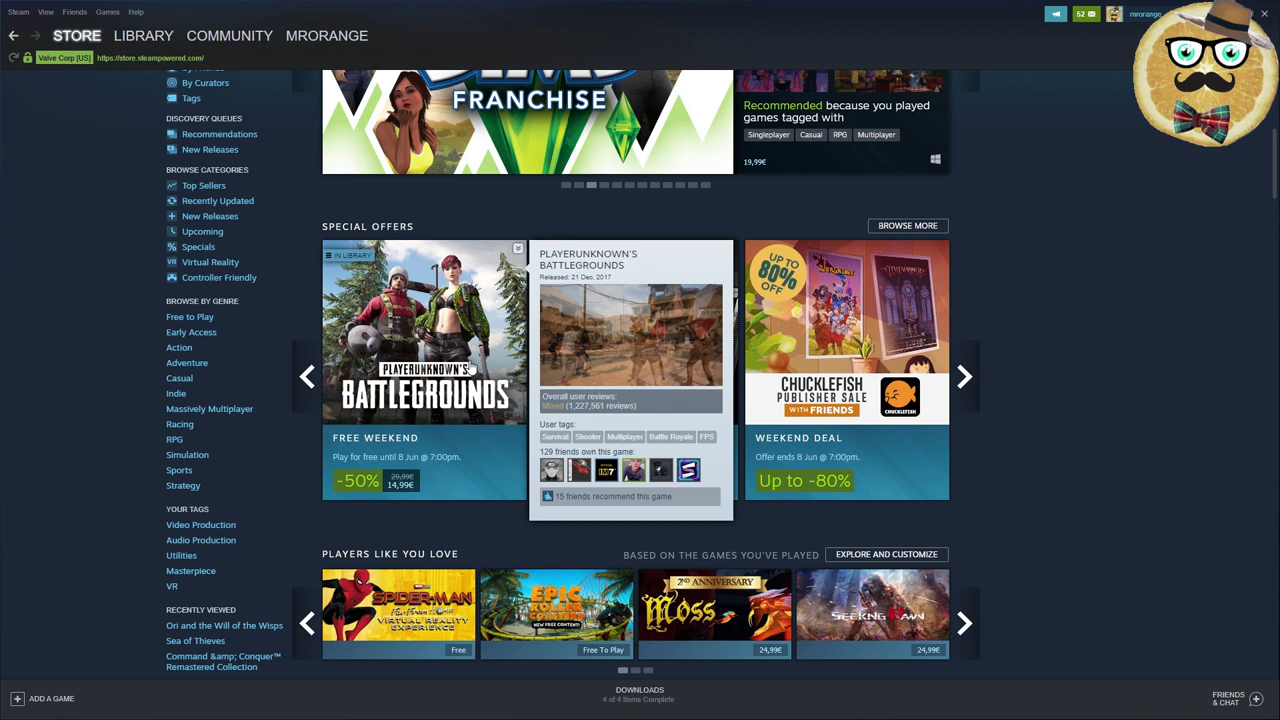 Steam View Friends Games Help
52 mrorange
STORE LIBRARY COMMUNITY MRORANGE
Valve Corp [US] https://store.steampowered.com/
By Curators
Tags
DISCOVERY QUEUES
Recommendations
New Releases
BROWSE CATEGORIES
Top Sellers
Recently Updated
New Releases
Upcoming
Specials
VR Virtual Reality
Controller Friendly
BROWSE BY GENRE
Free to Play
Early Access
Action
Adventure
Casual
Indie
Massively Multiplayer
Racing
RPG
Simulation
Sports
Strategy
YOUR TAGS
Video Production
Audio Production
Utilities
Masterpiece
VR
RECENTLY VIEWED
Ori and the Will of the Wisps
Sea of Thieves
Command &amp; Conquer™
Remastered Collection
FRANCHISE
Recommended because you played
games tagged with
Singleplayer Casual RPG Multiplayer
19,99€
SPECIAL OFFERS
BROWSE MORE
IN LIBRARY
PLAYERUNKNOWN'S
BATTLEGROUNDS
FREE WEEKEND
Play for free until 8 Jun @ 7:00pm.
-50% 29,99€
14,99€
PLAYERUNKNOWN'S
BATTLEGROUNDS
Released: 21 Dec, 2017
Overall user reviews:
Mixed (1,227,561 reviews)
User tags:
Survival Shooter Multiplayer Battle Royale FPS
129 friends own this game:
IM7
15 friends recommend this game
UP TO
80%
OFF
WARGROOVE
CHUCKLEFISH
PUBLISHER SALE
WITH FRIENDS
CHUCKLEFISH
WEEKEND DEAL
Offer ends 8 Jun @ 7:00pm.
Up to -80%
PLAYERS LIKE YOU LOVE
BASED ON THE GAMES YOU'VE PLAYED
EXPLORE AND CUSTOMIZE
SPIDER-MAN
Far From Home
VIRTUAL REALITY
EXPERIENCE
Free
EPIC
ROLLER
COASTERS
NEW FREE CONTENT!
Free To Play
2ND ANNIVERSARY
Moss
24,99€
SEEKING DAWN
24,99€
ADD A GAME
DOWNLOADS
4 of 4 Items Complete
FRIENDS
& CHAT